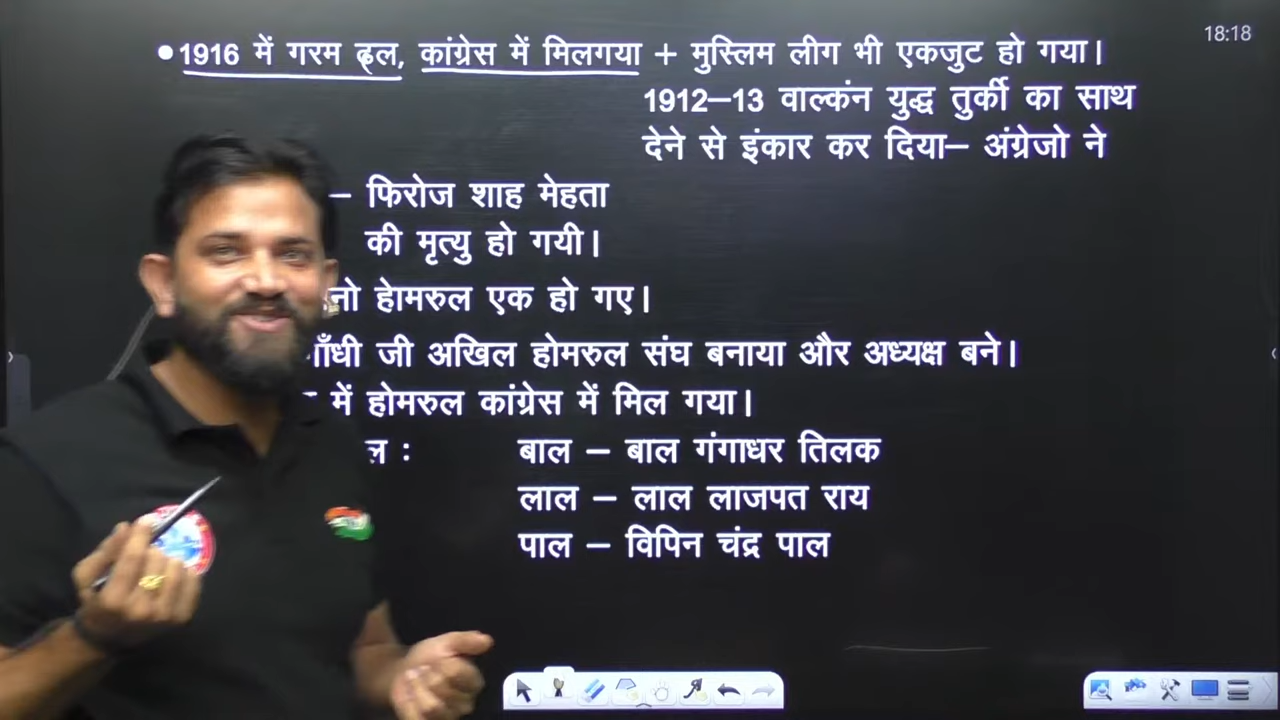 18:18
•1916 में गरम ढ्ल, कांग्रेस में मिलगया + मुस्लिम लीग भी एकजुट हो गया।
1912–13 वाल्कंन युद्ध तुर्की का साथ
देने से इंकार कर दिया– अंग्रेजो ने
– फिरोज शाह मेहता
की मृत्यु हो गयी।
होमरुल एक हो गए।
जी अखिल होमरुल संघ बनाया और अध्यक्ष बने।
में होमरुल कांग्रेस में मिल गया।
ल : बाल – बाल गंगाधर तिलक
लाल – लाल लाजपत राय
पाल – विपिन चंद्र पाल